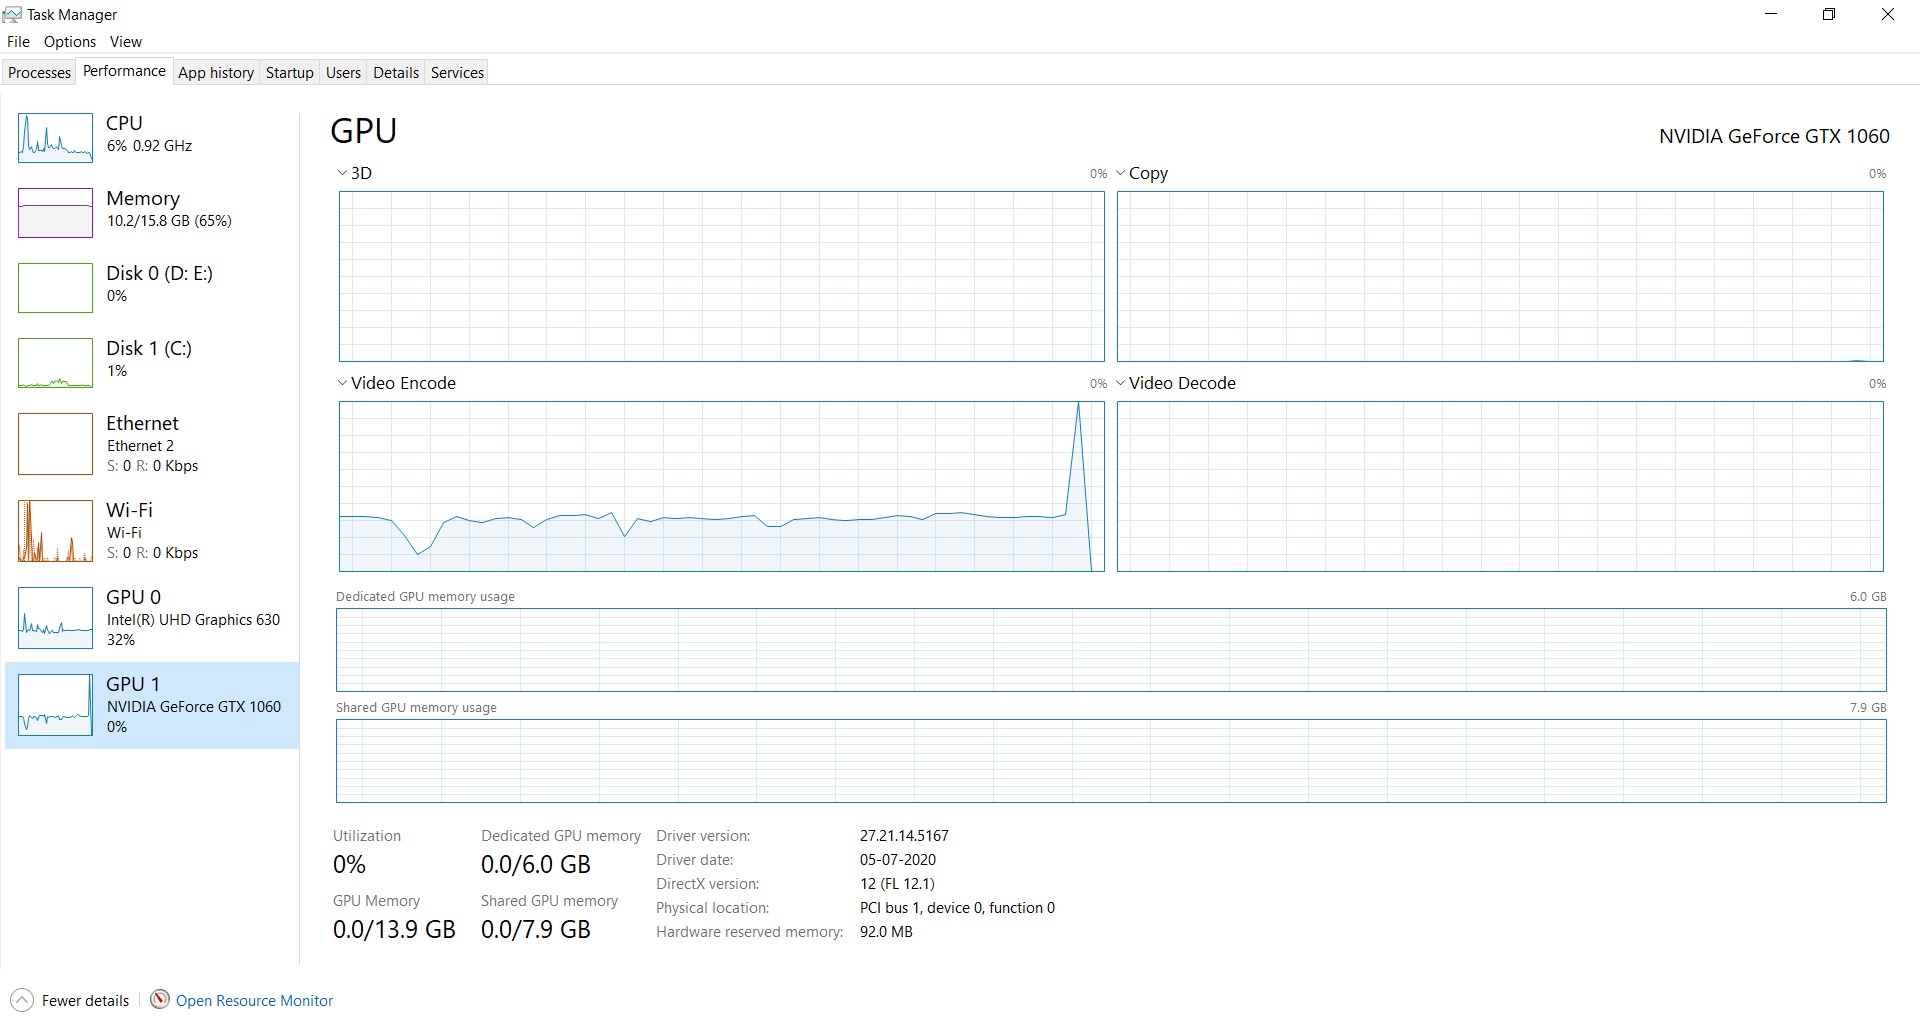 Task Manager
File Options View
Processes Performance App history Startup Users Details Services
CPU
6% 0.92 GHz
Memory
10.2/15.8 GB (65%)
Disk 0 (D: E:)
0%
Disk 1 (C:)
1%
Ethernet
Ethernet 2
S: 0 R: 0 Kbps
Wi-Fi
Wi-Fi
S: 0 R: 0 Kbps
GPU 0
Intel(R) UHD Graphics 630
32%
GPU 1
NVIDIA GeForce GTX 1060
0%
GPU NVIDIA GeForce GTX 1060
3D 0% Copy 0%
Video Encode 0% Video Decode 0%
Dedicated GPU memory usage 6.0 GB
Shared GPU memory usage 7.9 GB
Utilization
0%
Dedicated GPU memory
0.0/6.0 GB
GPU Memory
0.0/13.9 GB
Shared GPU memory
0.0/7.9 GB
Driver version: 27.21.14.5167
Driver date: 05-07-2020
DirectX version: 12 (FL 12.1)
Physical location: PCI bus 1, device 0, function 0
Hardware reserved memory: 92.0 MB
Fewer details Open Resource Monitor